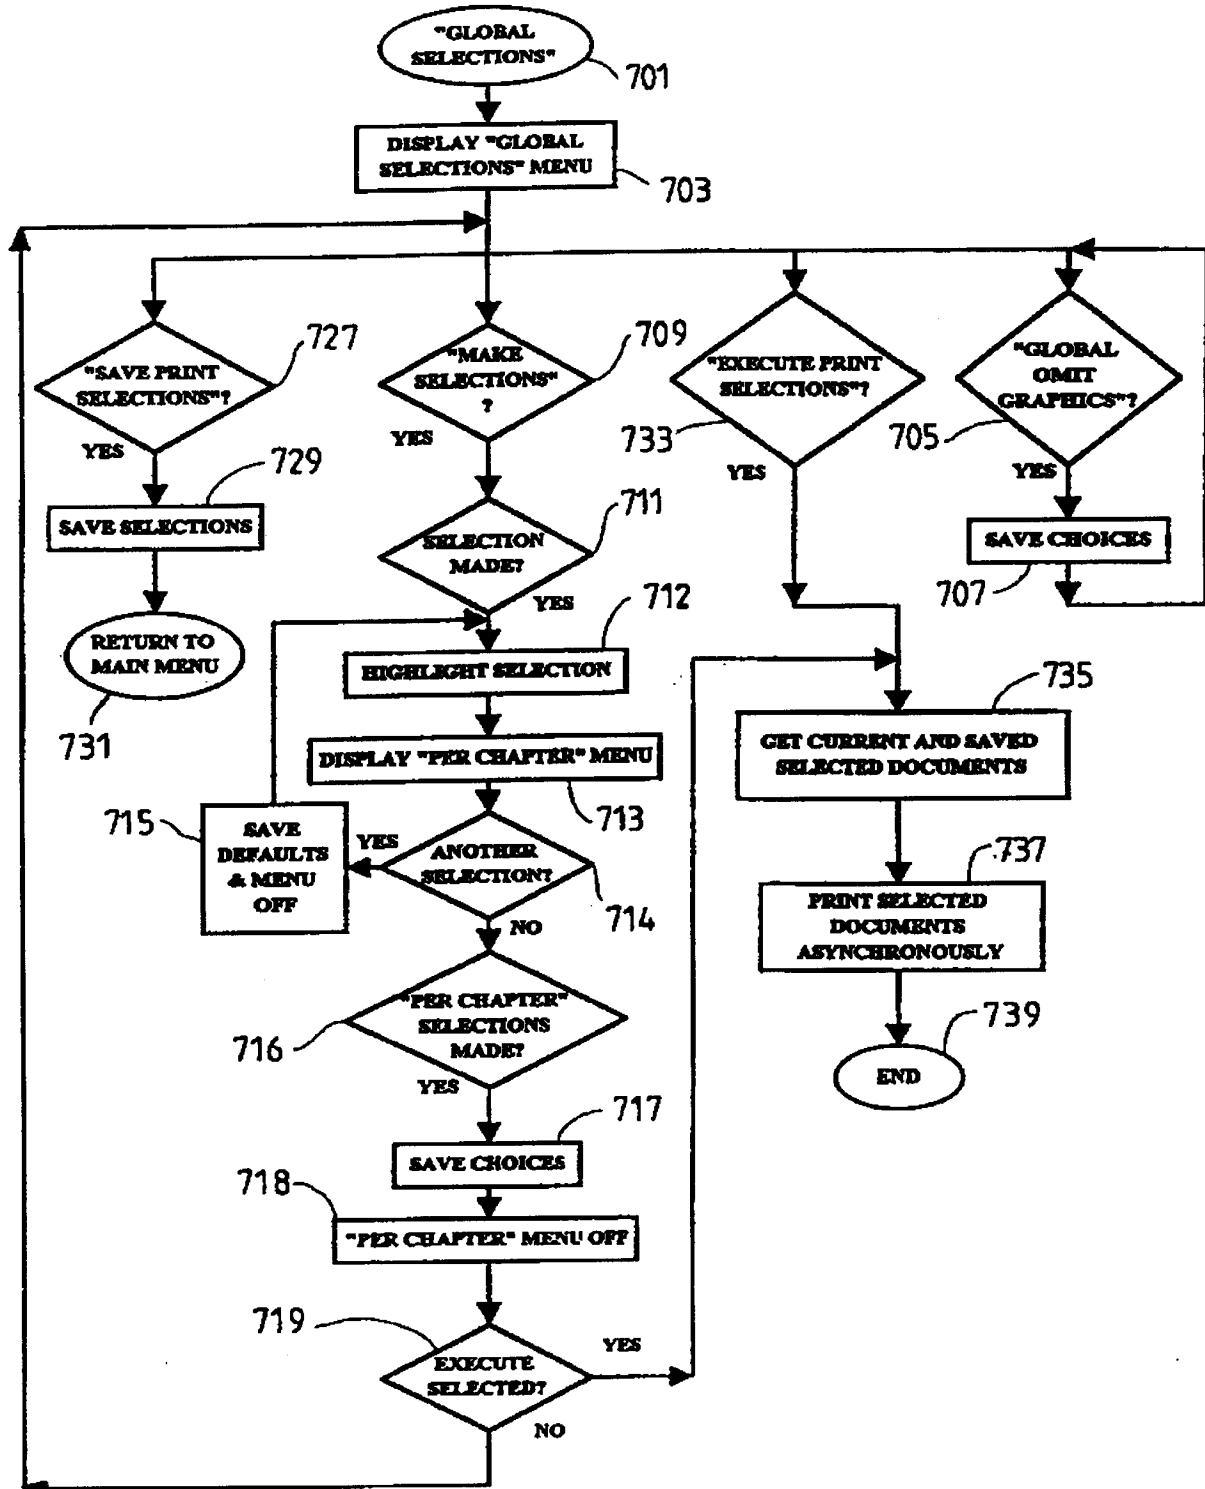 "GLOBAL
SELECTIONS"
701
DISPLAY "GLOBAL
SELECTIONS" MENU
703
"SAVE PRINT
SELECTIONS"?
727
YES
729
SAVE SELECTIONS
RETURN TO
MAIN MENU
731
"MAKE
SELECTIONS"
?
709
YES
711
SELECTION
MADE?
YES
712
HIGHLIGHT SELECTION
DISPLAY "PER CHAPTER" MENU
713
715
SAVE
DEFAULTS
& MENU
OFF
YES
ANOTHER
SELECTION?
714
NO
"PER CHAPTER"
SELECTIONS
MADE?
716
YES
717
SAVE CHOICES
718
"PER CHAPTER" MENU OFF
719
EXECUTE
SELECTED?
YES
NO
"EXECUTE PRINT
SELECTIONS"?
733
YES
"GLOBAL
OMIT
GRAPHICS"?
705
YES
SAVE CHOICES
707
735
GET CURRENT AND SAVED
SELECTED DOCUMENTS
737
PRINT SELECTED
DOCUMENTS
ASYNCHRONOUSLY
739
END